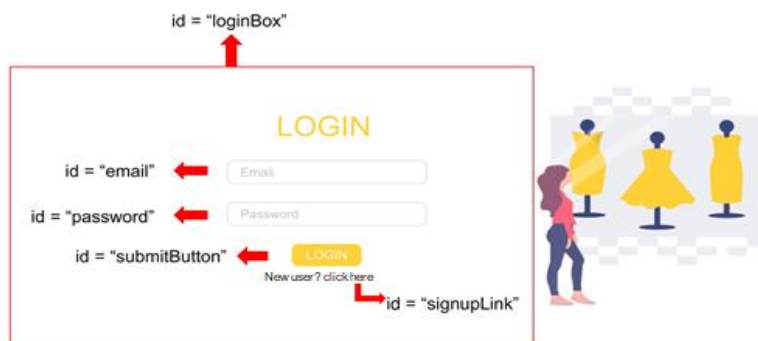 id = “loginBox”
LOGIN
id = “email”
Email
id = “password”
Password
id = “submitButton”
LOGIN
New user? click here
id = “signupLink”